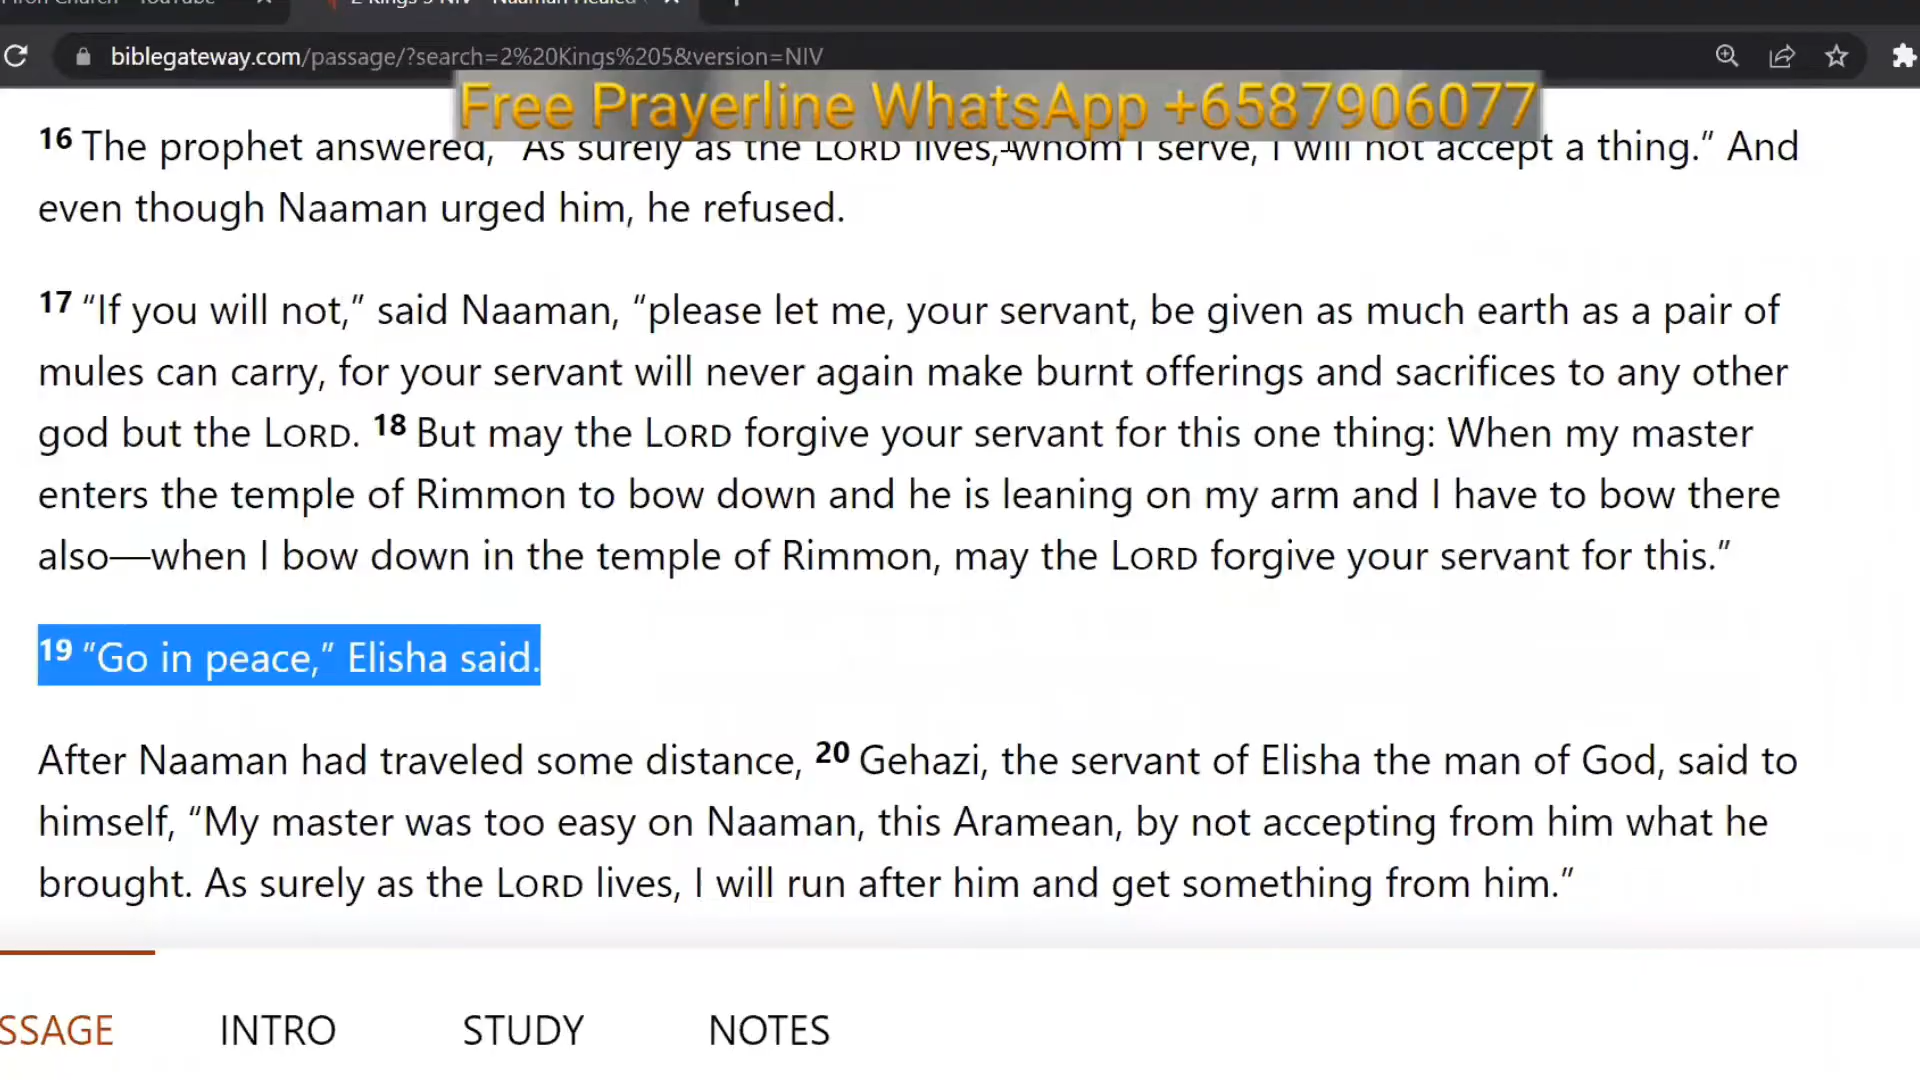 YouTube
biblegateway.com/passage/?search=2%20Kings%205&version=NIV
Free Prayerline WhatsApp +6587906077
16 The prophet answered, “As surely as the LORD lives, whom I serve, I will not accept a thing.” And
even though Naaman urged him, he refused.
17 “If you will not,” said Naaman, “please let me, your servant, be given as much earth as a pair of
mules can carry, for your servant will never again make burnt offerings and sacrifices to any other
god but the LORD. 18 But may the LORD forgive your servant for this one thing: When my master
enters the temple of Rimmon to bow down and he is leaning on my arm and I have to bow there
also—when I bow down in the temple of Rimmon, may the LORD forgive your servant for this.”
19 “Go in peace,” Elisha said.
After Naaman had traveled some distance, 20 Gehazi, the servant of Elisha the man of God, said to
himself, “My master was too easy on Naaman, this Aramean, by not accepting from him what he
brought. As surely as the LORD lives, I will run after him and get something from him.”
SSAGE INTRO STUDY NOTES